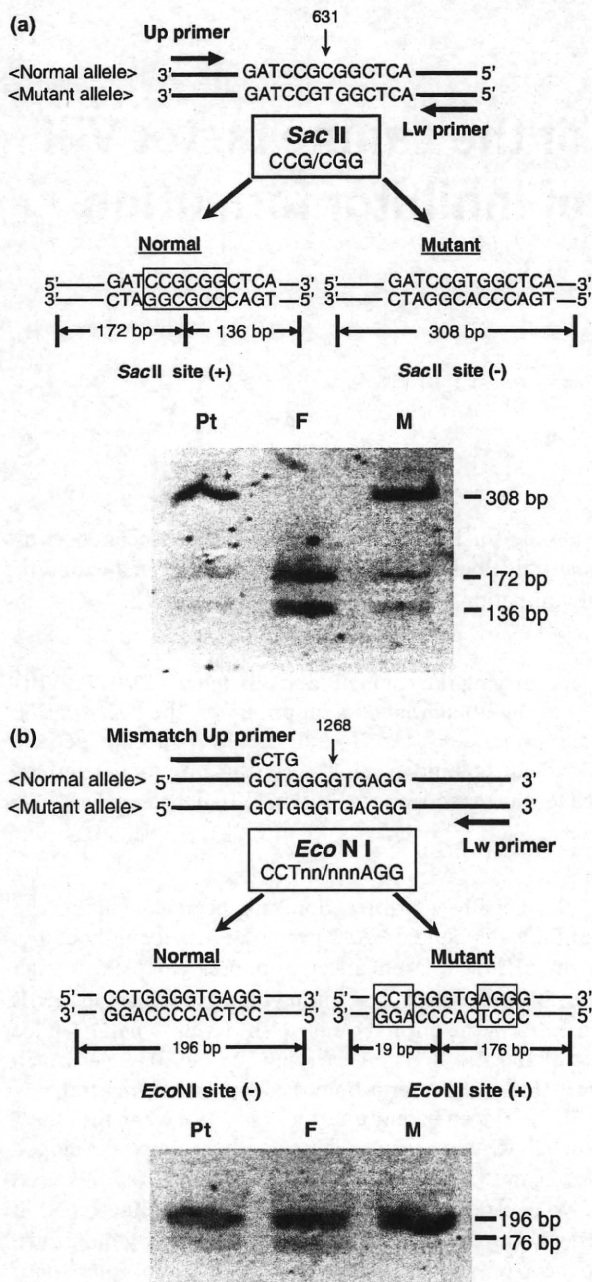 (a)
631
Up primer
<Normal allele> 3' GATCCGCGGCTCA 5'
<Mutant allele> 3' GATCCGTGGCTCA 5'
Lw primer
Sac II
CCG/CGG
Normal Mutant
5' GATCCGCGGCTCA 3' 5' GATCCGTGGCTCA 3'
3' CTAGGCGCCCAGT 5' 3' CTAGGCACCCAGT 5'
172 bp 136 bp 308 bp
SacII site (+) SacII site (-)
Pt F M
308 bp
172 bp
136 bp
(b)
1268
Mismatch Up primer
cCTG
<Normal allele> 5' GCTGGGGTGAGG 3'
<Mutant allele> 5' GCTGGGTGAGGG 3'
Lw primer
Eco N I
CCTnn/nnnAGG
Normal Mutant
5' CCTGGGGTGAGG 3' 5' CCTGGGTGAGGG 3'
3' GGACCCCACTCC 5' 3' GGACCCACTCCC 5'
196 bp 19 bp 176 bp
EcoNI site (-) EcoNI site (+)
Pt F M
196 bp
176 bp